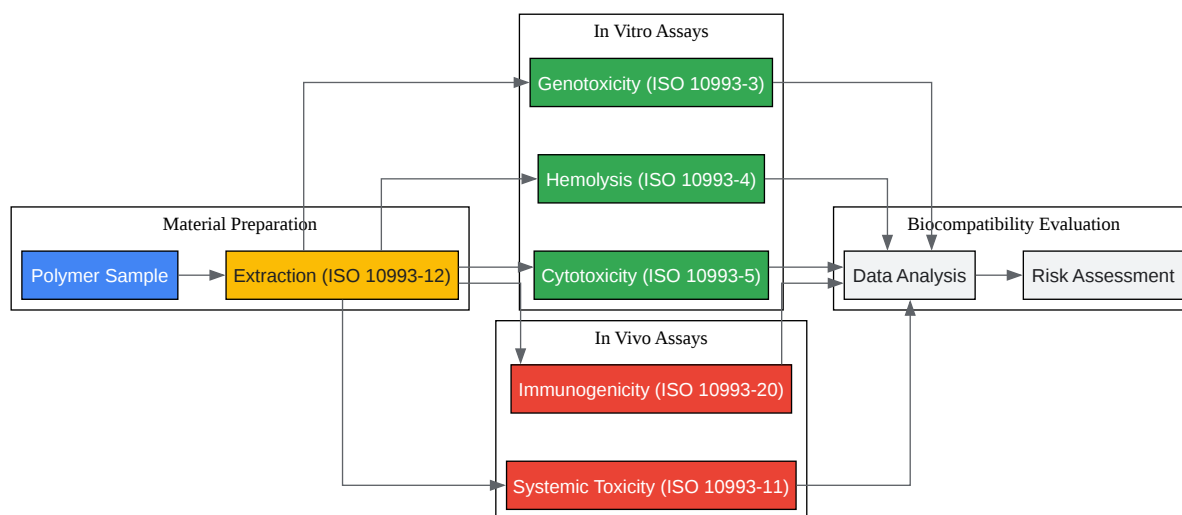 In Vitro Assays
Genotoxicity (ISO 10993-3)
Hemolysis (ISO 10993-4)
Cytotoxicity (ISO 10993-5)
Material Preparation
Polymer Sample
Extraction (ISO 10993-12)
In Vivo Assays
Immunogenicity (ISO 10993-20)
Systemic Toxicity (ISO 10993-11)
Biocompatibility Evaluation
Data Analysis
Risk Assessment